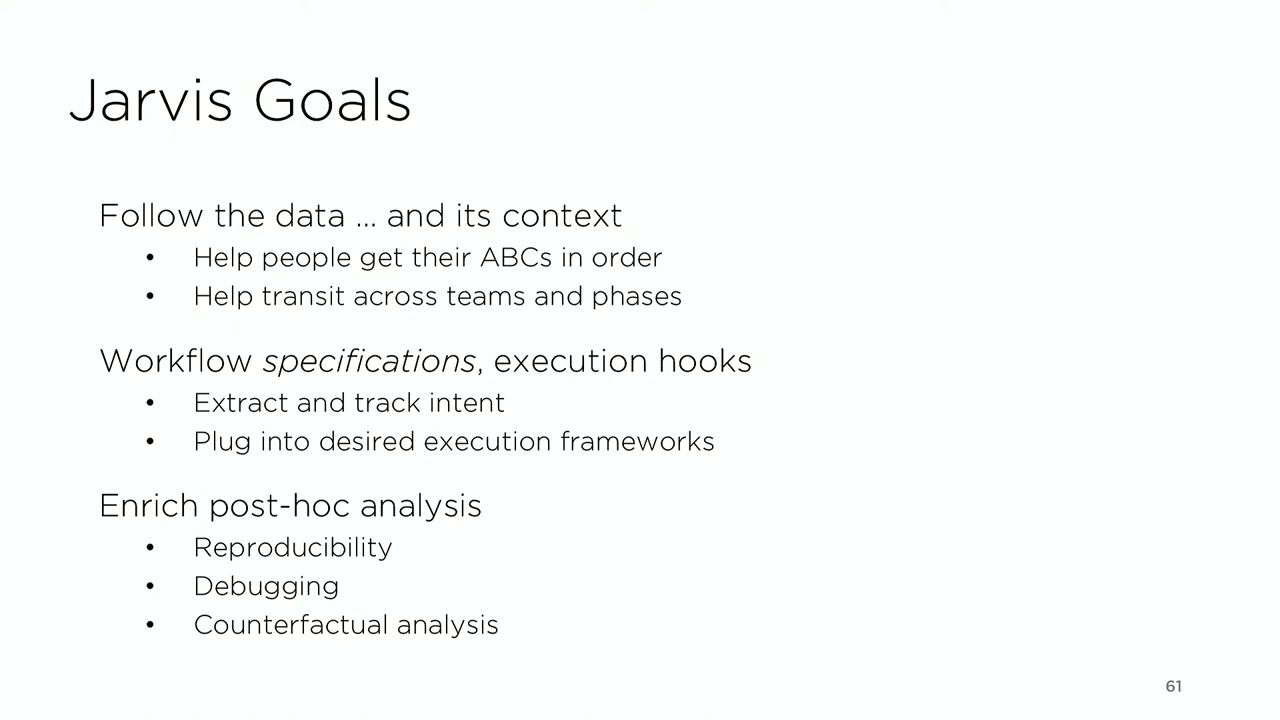 Jarvis Goals
Follow the data ... and its context
• Help people get their ABCs in order
• Help transit across teams and phases
Workflow specifications, execution hooks
• Extract and track intent
• Plug into desired execution frameworks
Enrich post-hoc analysis
• Reproducibility
• Debugging
• Counterfactual analysis
61